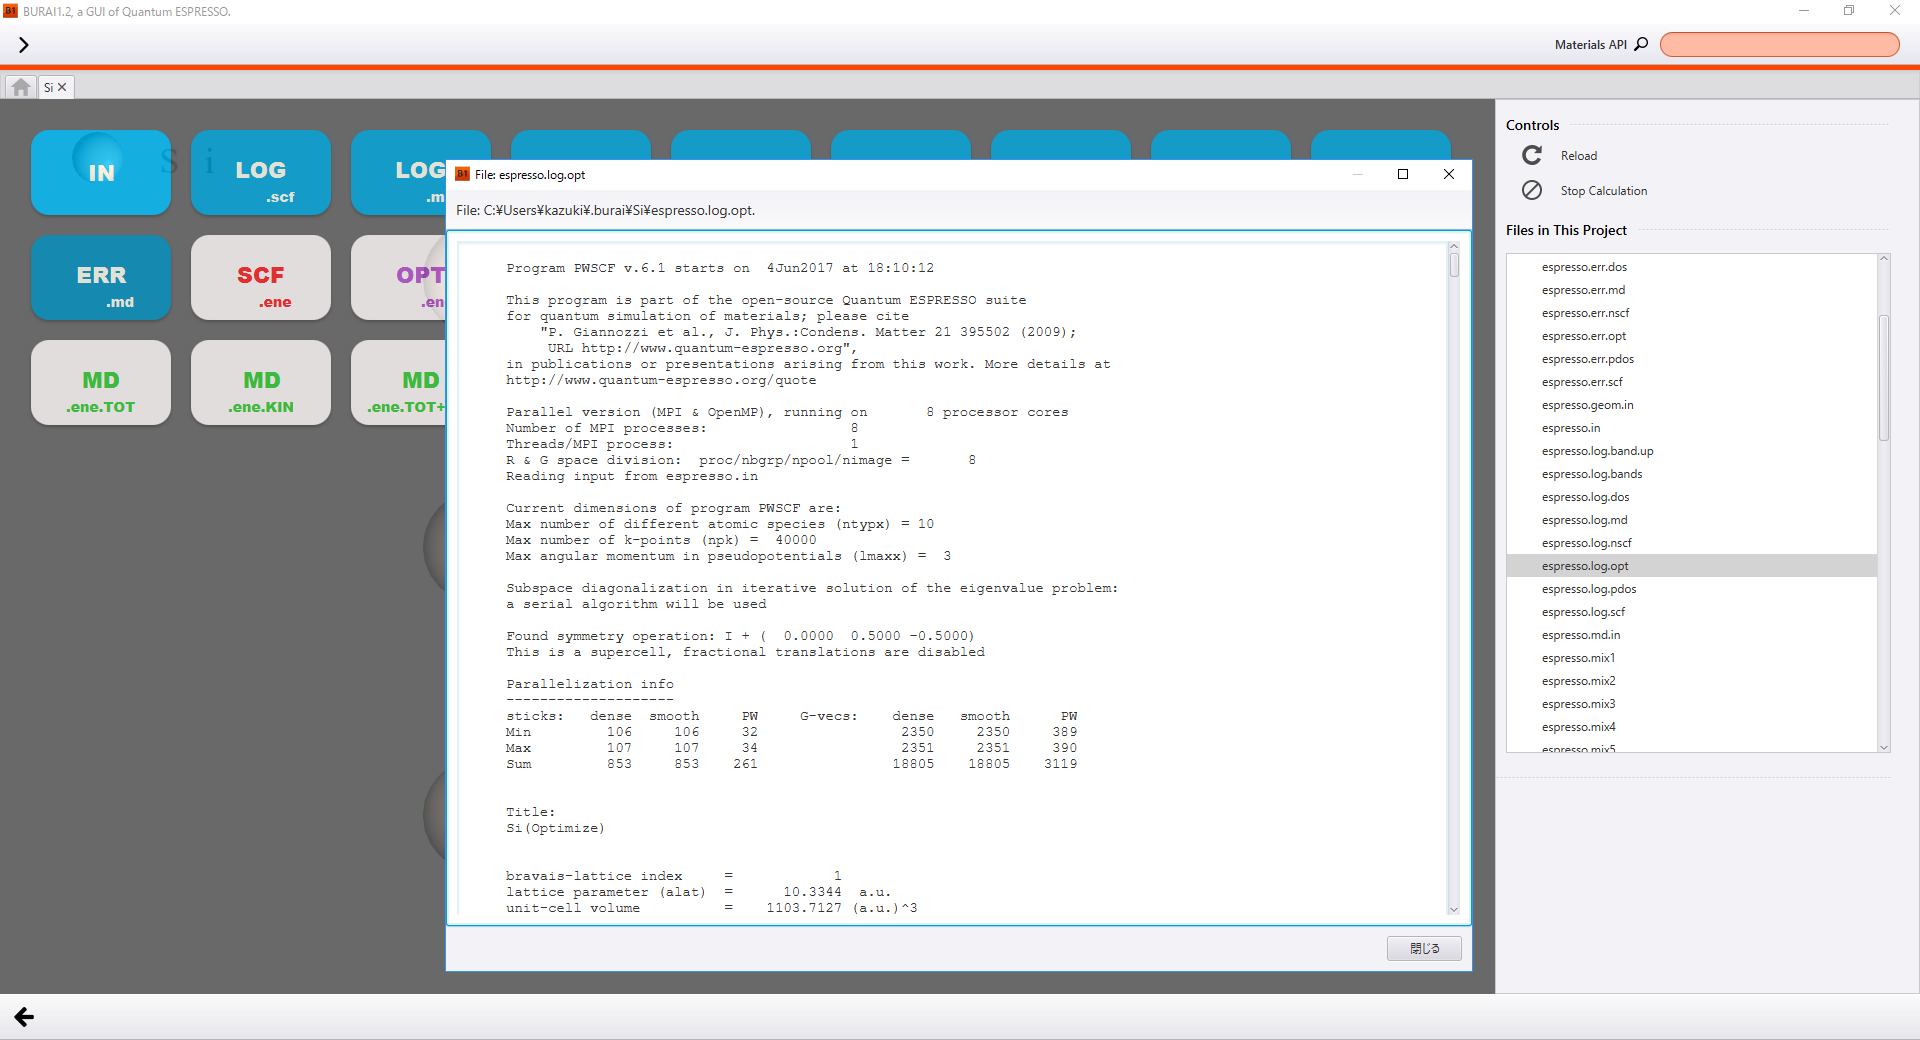 BURAI1.2, a GUI of Quantum ESPRESSO.
Materials API
Si
IN
S i
LOG
.scf
LOG
.m
ERR
.md
SCF
.ene
OPT
.en
MD
.ene.TOT
MD
.ene.KIN
MD
.ene.TOT+
File: espresso.log.opt
File: C:¥Users¥kazuki¥.burai¥Si¥espresso.log.opt.
Program PWSCF v.6.1 starts on  4Jun2017 at 18:10:12
This program is part of the open-source Quantum ESPRESSO suite
for quantum simulation of materials; please cite
"P. Giannozzi et al., J. Phys.:Condens. Matter 21 395502 (2009);
URL http://www.quantum-espresso.org",
in publications or presentations arising from this work. More details at
http://www.quantum-espresso.org/quote
Parallel version (MPI & OpenMP), running on       8 processor cores
Number of MPI processes:                 8
Threads/MPI process:                     1
R & G space division:  proc/nbgrp/npool/nimage =       8
Reading input from espresso.in
Current dimensions of program PWSCF are:
Max number of different atomic species (ntypx) = 10
Max number of k-points (npk) =  40000
Max angular momentum in pseudopotentials (lmaxx) =  3
Subspace diagonalization in iterative solution of the eigenvalue problem:
a serial algorithm will be used
Found symmetry operation: I + (  0.0000  0.5000 -0.5000)
This is a supercell, fractional translations are disabled
Parallelization info
--------------------
sticks:   dense  smooth     PW     G-vecs:    dense   smooth      PW
Min         106     106     32                 2350     2350     389
Max         107     107     34                 2351     2351     390
Sum         853     853    261                18805    18805    3119
Title:
Si(Optimize)
bravais-lattice index     =            1
lattice parameter (alat)  =      10.3344  a.u.
unit-cell volume          =    1103.7127 (a.u.)^3
閉じる
Controls
Reload
Stop Calculation
Files in This Project
espresso.err.dos
espresso.err.md
espresso.err.nscf
espresso.err.opt
espresso.err.pdos
espresso.err.scf
espresso.geom.in
espresso.in
espresso.log.band.up
espresso.log.bands
espresso.log.dos
espresso.log.md
espresso.log.nscf
espresso.log.opt
espresso.log.pdos
espresso.log.scf
espresso.md.in
espresso.mix1
espresso.mix2
espresso.mix3
espresso.mix4
espresso.mix5